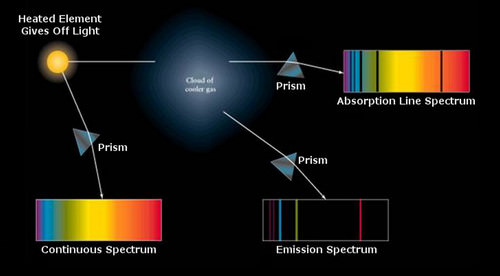 Heated Element
Gives Off Light
Cloud of
cooler gas
Prism
Absorption Line Spectrum
Prism
Prism
Continuous Spectrum
Emission Spectrum